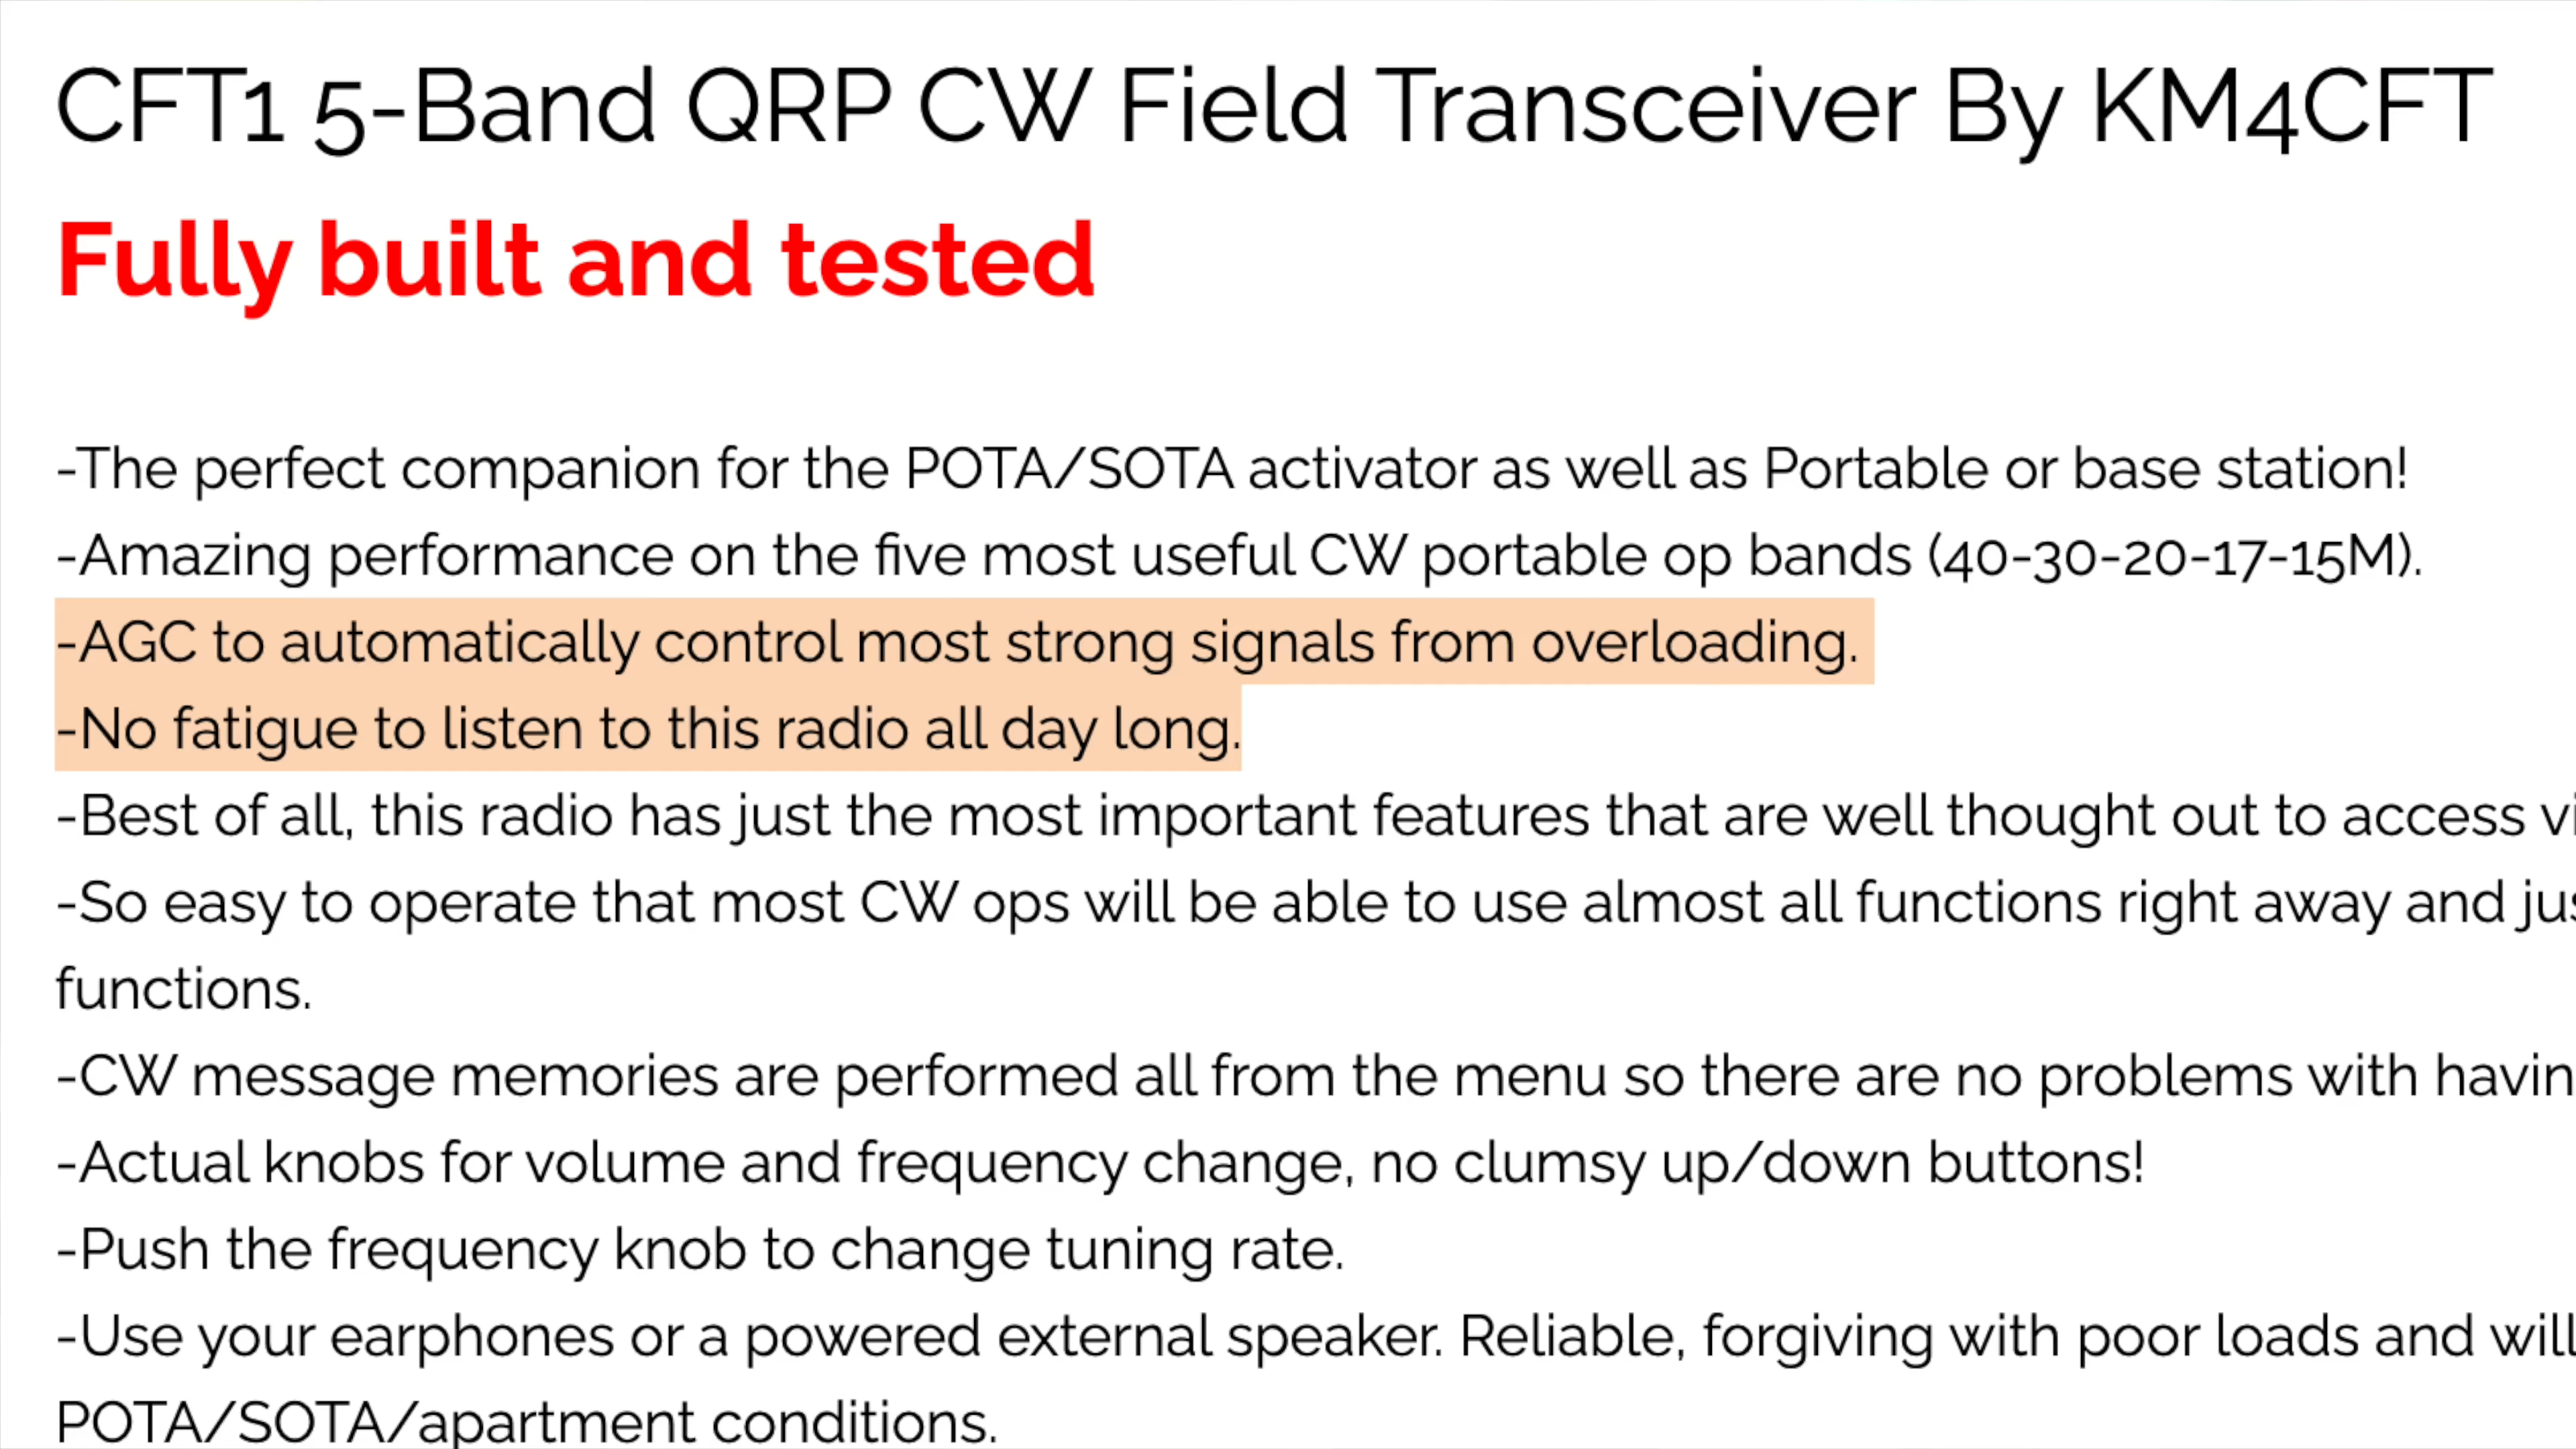 CFT1 5-Band QRP CW Field Transceiver By KM4CFT
Fully built and tested
-The perfect companion for the POTA/SOTA activator as well as Portable or base station!
-Amazing performance on the five most useful CW portable op bands (40-30-20-17-15M).
-AGC to automatically control most strong signals from overloading.
-No fatigue to listen to this radio all day long.
-Best of all, this radio has just the most important features that are well thought out to access
-So easy to operate that most CW ops will be able to use almost all functions right away and
functions.
-CW message memories are performed all from the menu so there are no problems with
-Actual knobs for volume and frequency change, no clumsy up/down buttons!
-Push the frequency knob to change tuning rate.
-Use your earphones or a powered external speaker. Reliable, forgiving with poor loads and will
POTA/SOTA/apartment conditions.